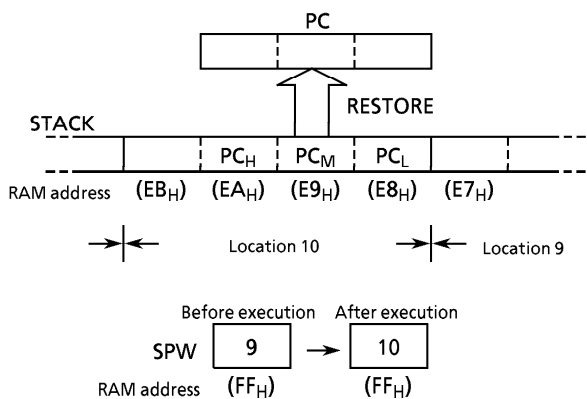 PC
RESTORE
STACK
PCH PCM PCL
RAM address (EBH) (EAH) (E9H) (E8H) (E7H)
Location 10 Location 9
Before execution After execution
SPW 9 10
RAM address (FFH) (FFH)